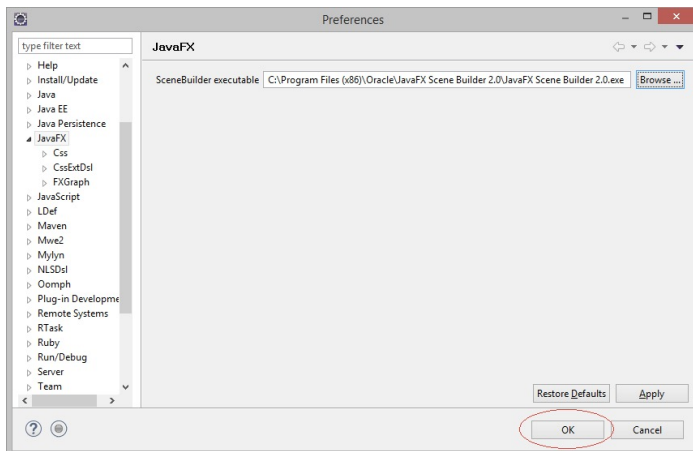 Preferences
type filter text
Help
Install/Update
Java
Java EE
Java Persistence
JavaFX
Css
CssExtDsl
FXGraph
JavaScript
LDef
Maven
Mwe2
Mylyn
NLSDsl
Oomph
Plug-in Developme
Remote Systems
RTask
Ruby
Run/Debug
Server
Team
JavaFX
SceneBuilder executable C:\Program Files (x86)\Oracle\JavaFX Scene Builder 2.0\JavaFX Scene Builder 2.0.exe Browse ...
Restore Defaults Apply
OK Cancel